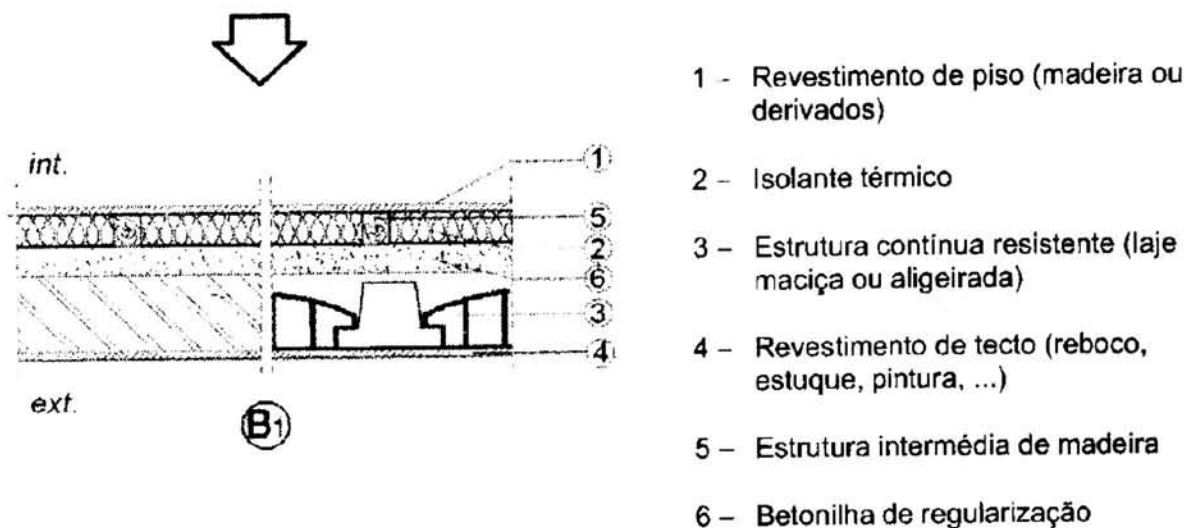 int.
1
5
2
6
3
4
ext.
B1
1 – Revestimento de piso (madeira ou
derivados)
2 – Isolante térmico
3 – Estrutura contínua resistente (laje
maciça ou aligeirada)
4 – Revestimento de tecto (reboco,
estuque, pintura, ...)
5 – Estrutura intermédia de madeira
6 – Betonilha de regularização